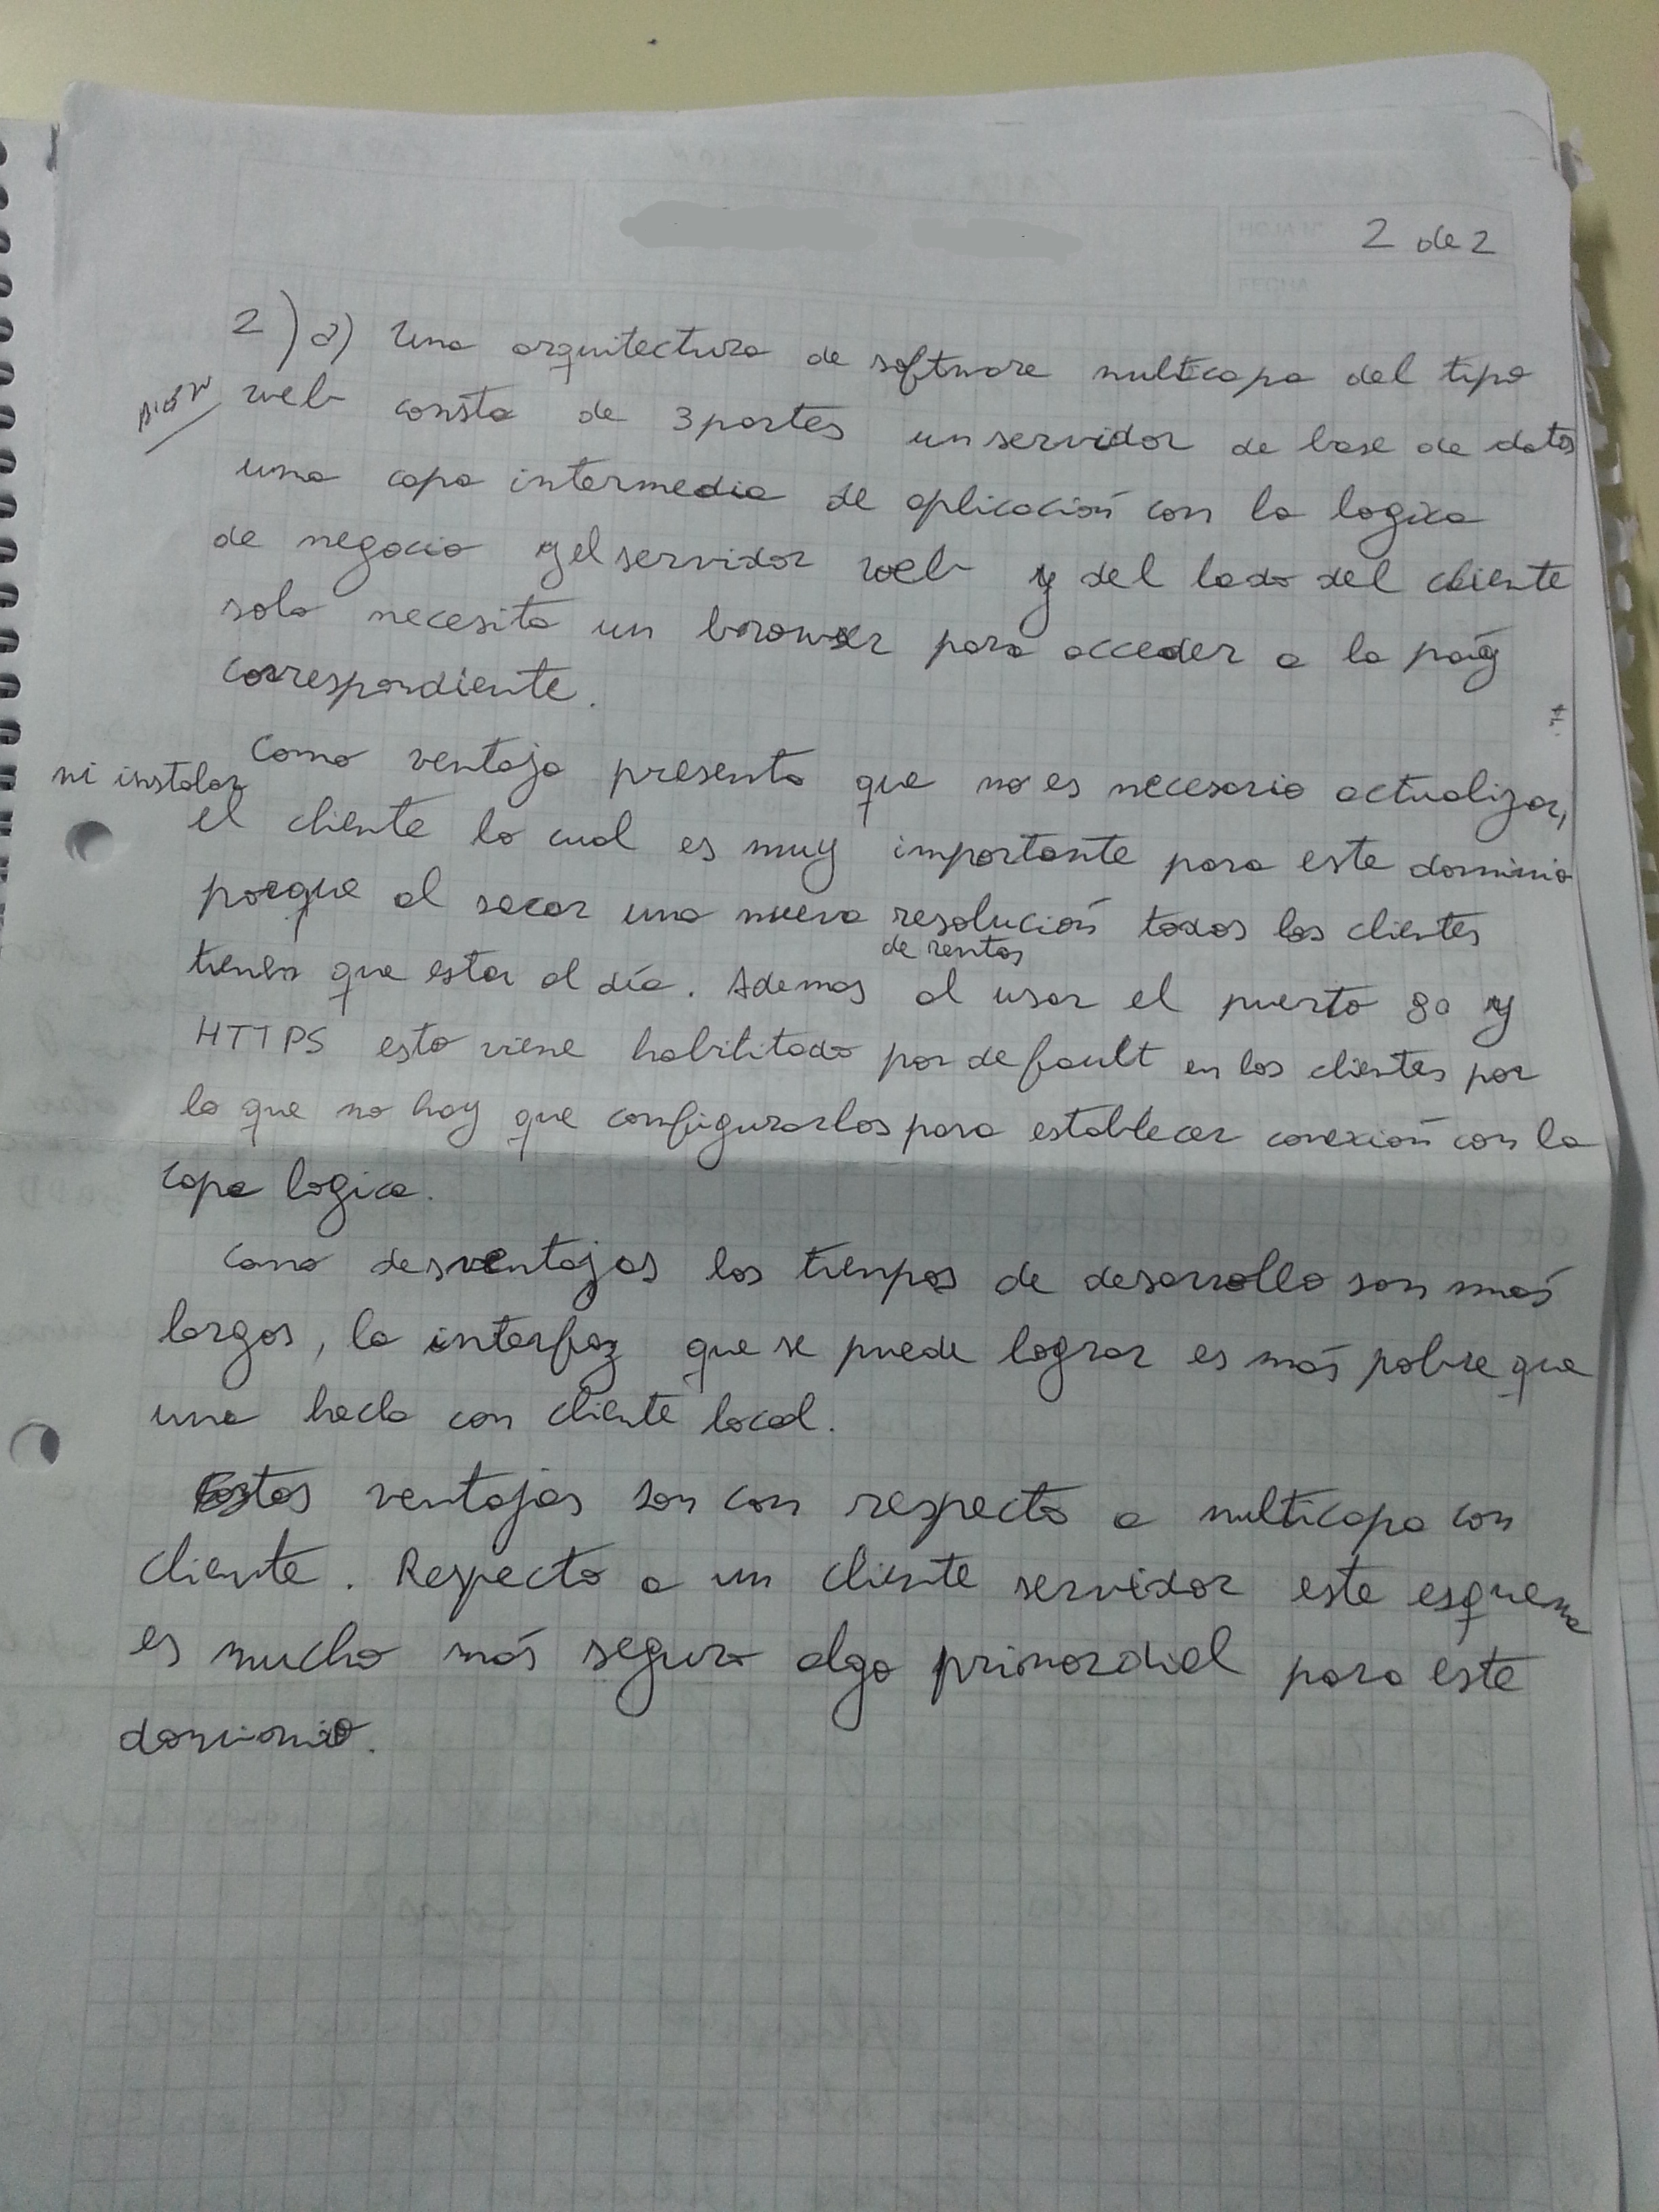 HOJA Nº 2 de 2
FECHA
2) a) Una arquitectura de software multicapa del tipo
BIEN web consta de 3 partes un servidor de base de datos
una capa intermedia de aplicación con la logica
de negocio y el servidor web y del lado del cliente
solo necesita un browser para acceder a la pág
correspondiente.
Como ventaja presenta que no es necesario actualizar,
ni instalar el cliente lo cual es muy importante para este dominio
porque al sacar una nueva resolución todos los clientes
de rentas
tienen que estar al día. Ademas al usar el puerto 80 y
HTTPS esto viene habilitado por default en los clientes por
lo que no hay que configurarlos para establecer conexión con la
capa logica.
Como desventajas los tiempos de desarrollo son más
largos, la interfaz que se puede lograr es más pobre que
una hecha con cliente local.
Estas ventajas son con respecto a multicapa con
cliente. Respecto a un cliente servidor este esquema
es mucho más seguro algo primordial para este
dominio.